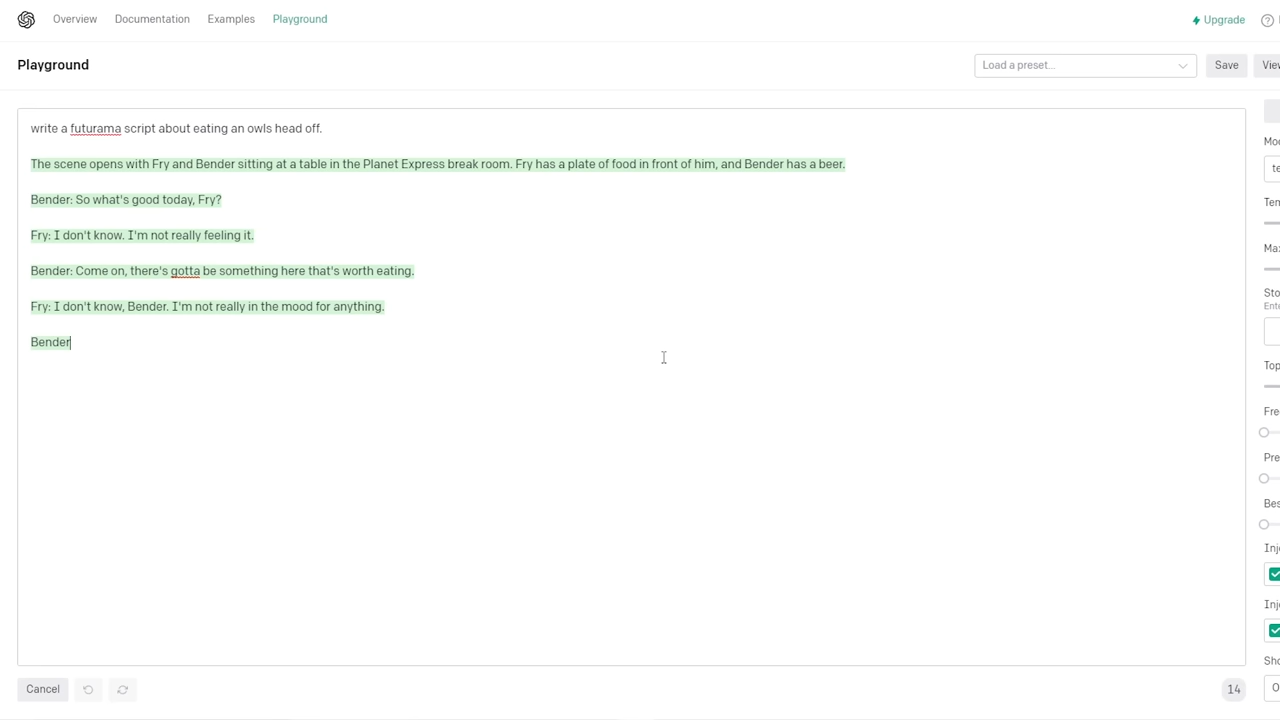 Overview Documentation Examples Playground Upgrade
Playground Load a preset... Save
write a futurama script about eating an owls head off.
The scene opens with Fry and Bender sitting at a table in the Planet Express break room. Fry has a plate of food in front of him, and Bender has a beer.
Bender: So what's good today, Fry?
Fry: I don't know. I'm not really feeling it.
Bender: Come on, there's gotta be something here that's worth eating.
Fry: I don't know, Bender. I'm not really in the mood for anything.
Bender
Cancel 14